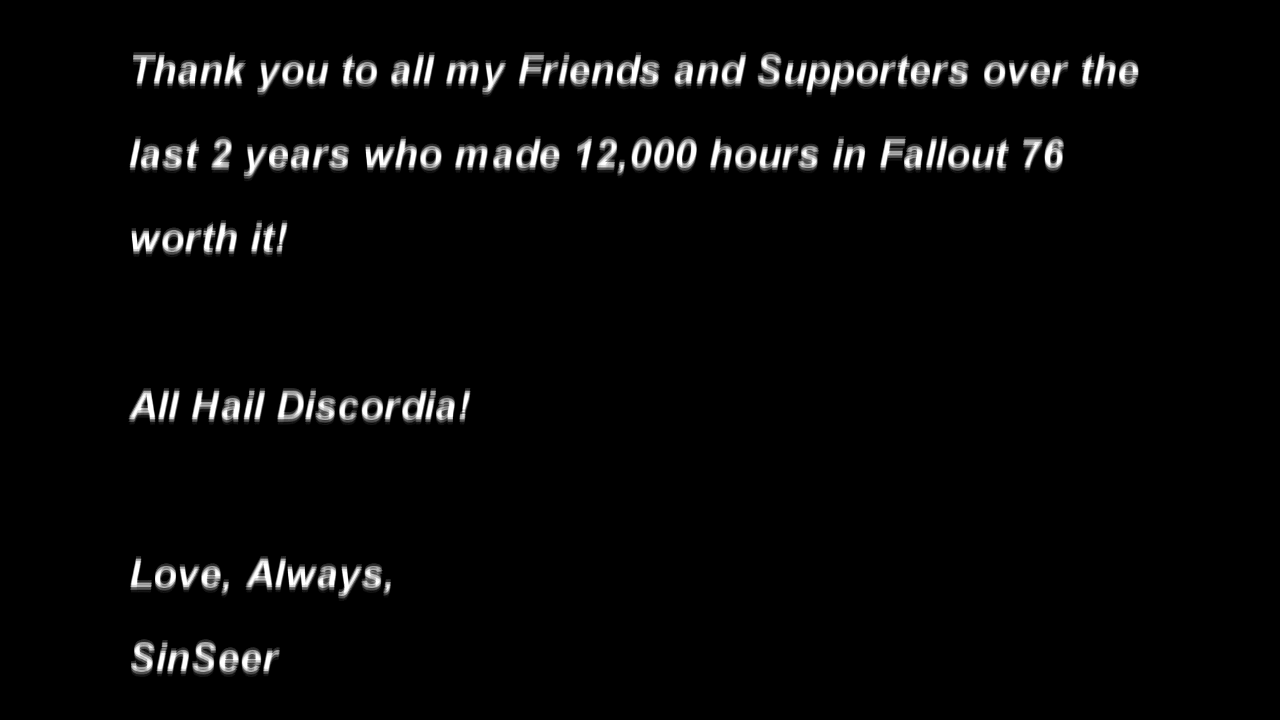 Thank you to all my Friends and Supporters over the
last 2 years who made 12,000 hours in Fallout 76
worth it!
All Hail Discordia!
Love, Always,
SinSeer